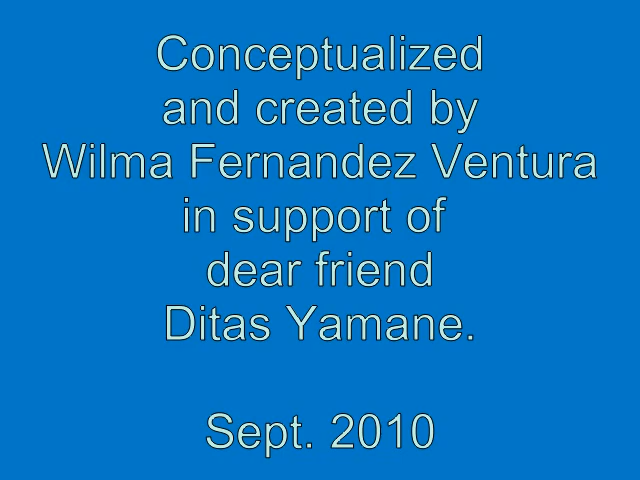 Conceptualized
and created by
Wilma Fernandez Ventura
in support of
dear friend
Ditas Yamane.
Sept. 2010